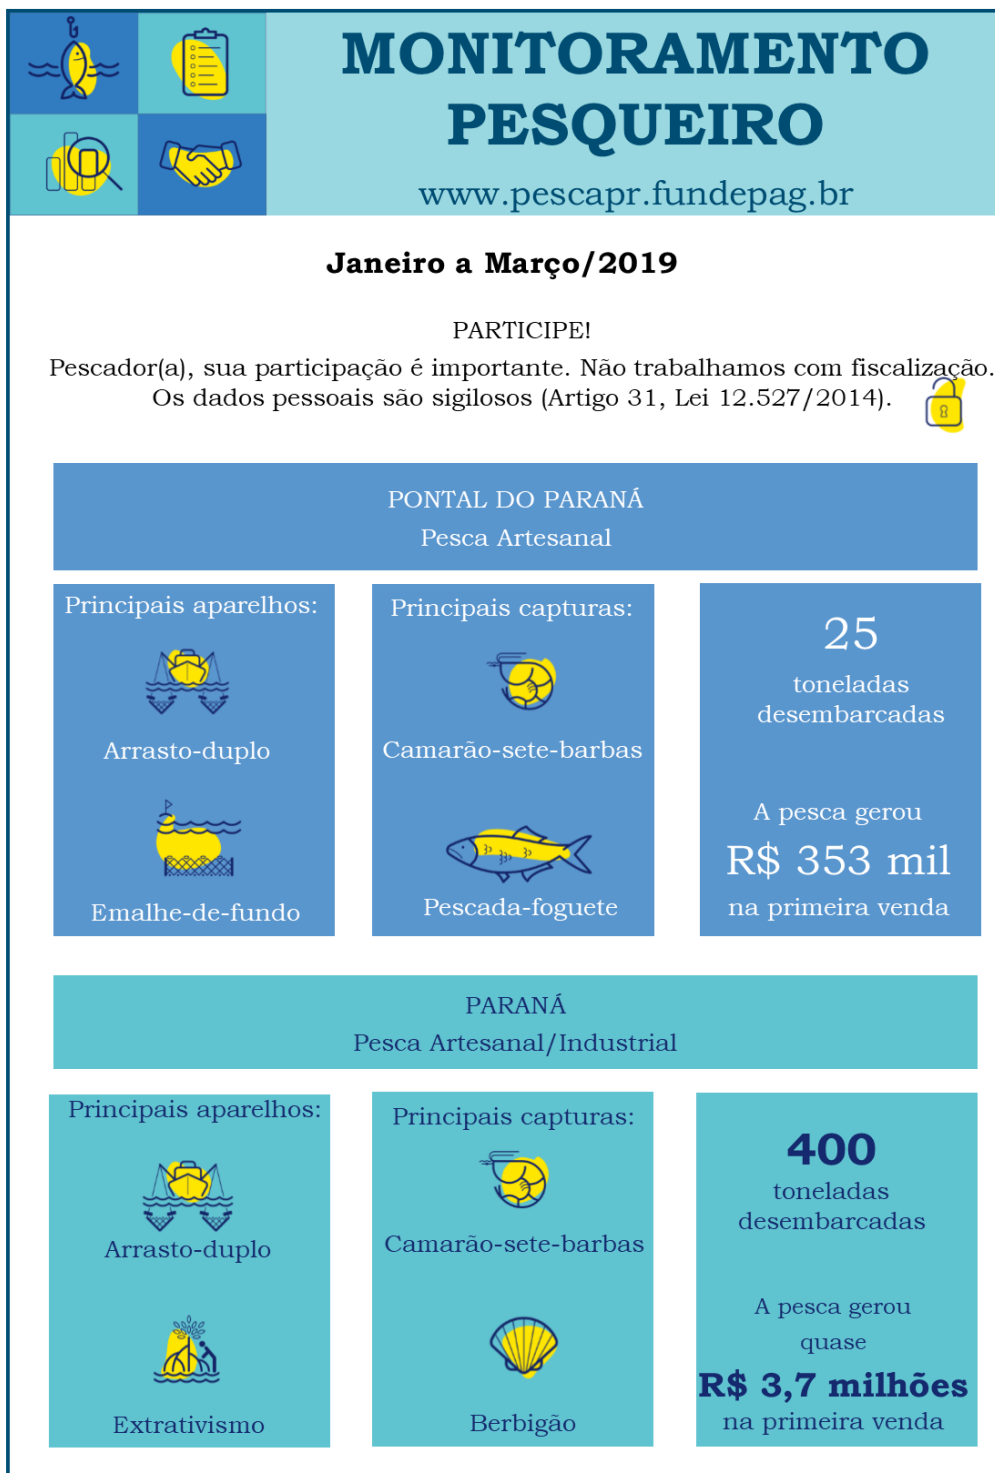 MONITORAMENTO
PESQUEIRO
www.pescapr.fundepag.br
Janeiro a Março/2019
PARTICIPE!
Pescador(a), sua participação é importante. Não trabalhamos com fiscalização.
Os dados pessoais são sigilosos (Artigo 31, Lei 12.527/2014).
PONTAL DO PARANÁ
Pesca Artesanal
Principais aparelhos:
Arrasto-duplo
Emalhe-de-fundo
Principais capturas:
Camarão-sete-barbas
Pescada-foguete
25
toneladas
desembarcadas
A pesca gerou
R$ 353 mil
na primeira venda
PARANÁ
Pesca Artesanal/Industrial
Principais aparelhos:
Arrasto-duplo
Extrativismo
Principais capturas:
Camarão-sete-barbas
Berbigão
400
toneladas
desembarcadas
A pesca gerou
quase
R$ 3,7 milhões
na primeira venda